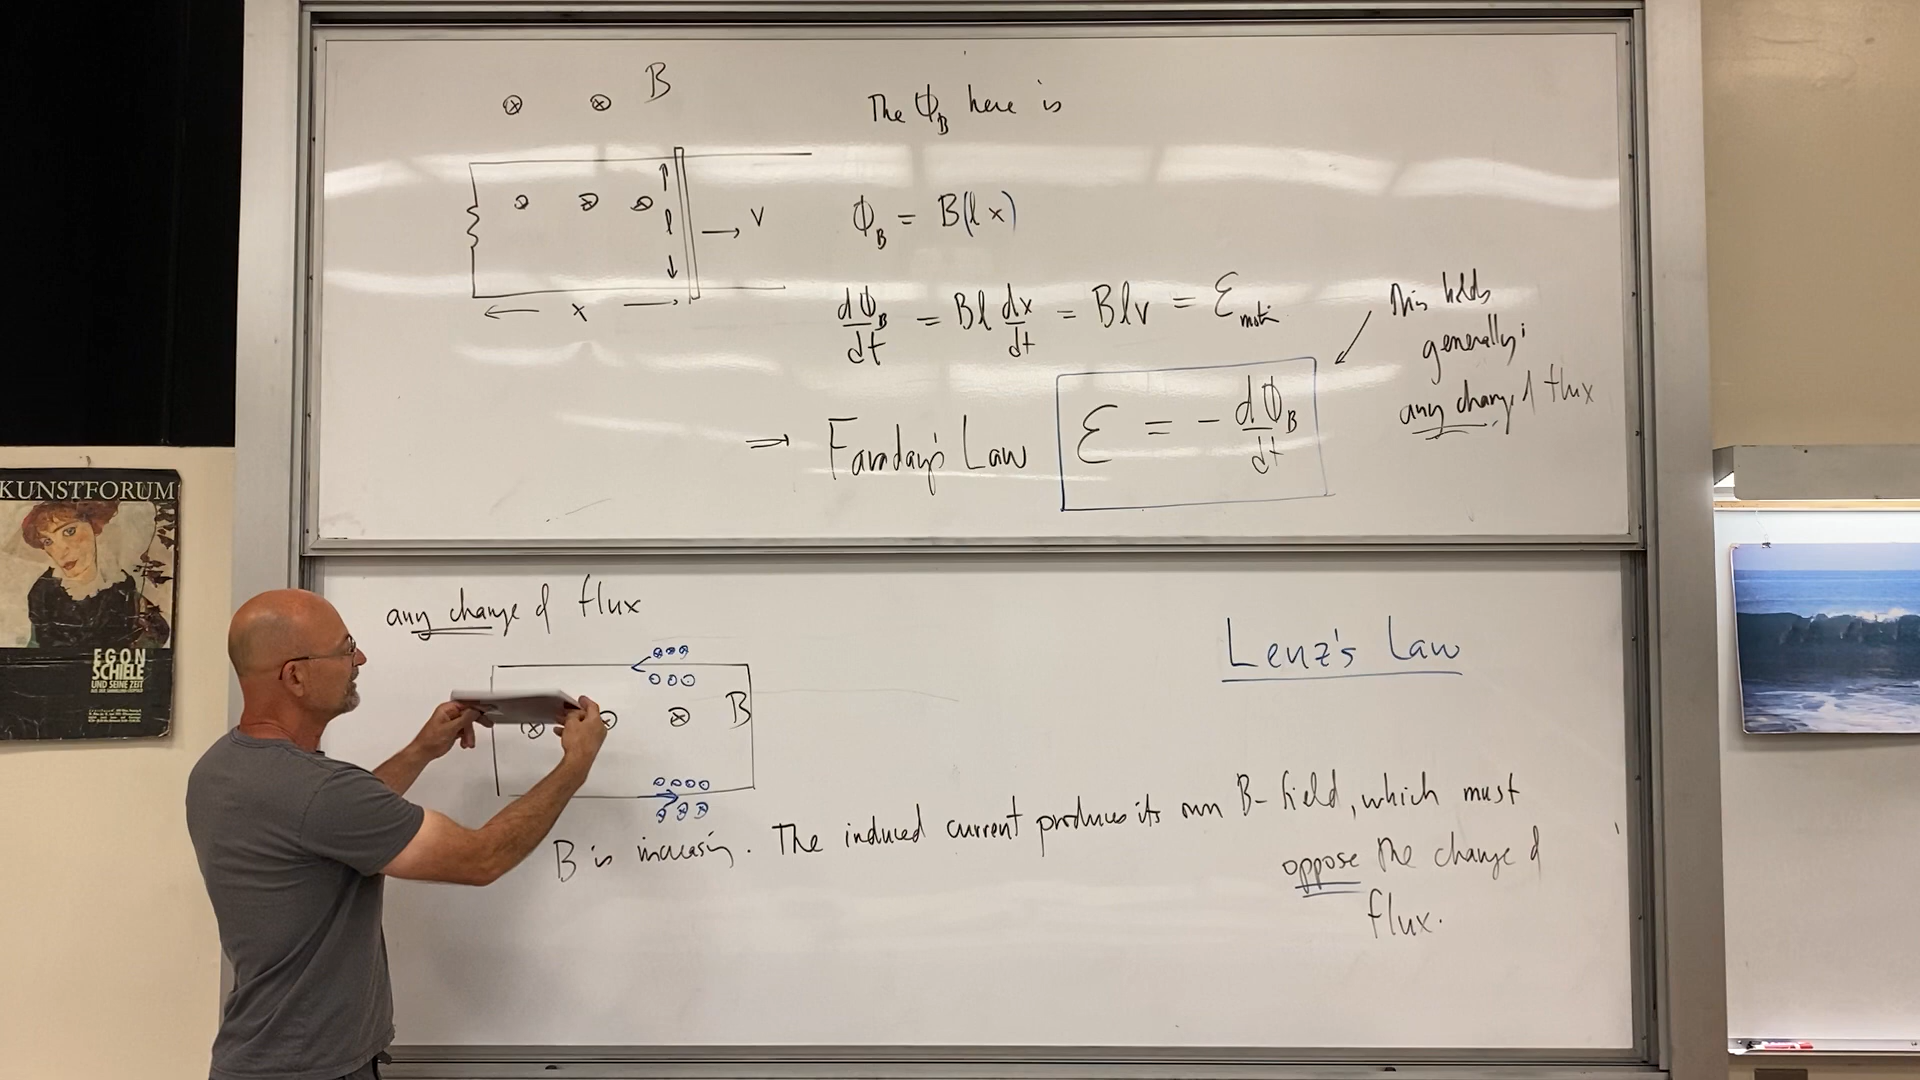 B
The Φ_B here is
l
→ V
← x →
Φ_B = B(l x)
dΦ_B/dt = Bl dx/dt = Blv = ℰ
This holds
generally:
any change of flux
⇒ Faraday's Law ℰ = - dΦ_B/dt
KUNSTFORUM
EGON
SCHIELE
UND SEINE ZEIT
any change of flux
B
Lenz's Law
B is increasing. The induced current produces its own B-field, which must
oppose the change of
flux.